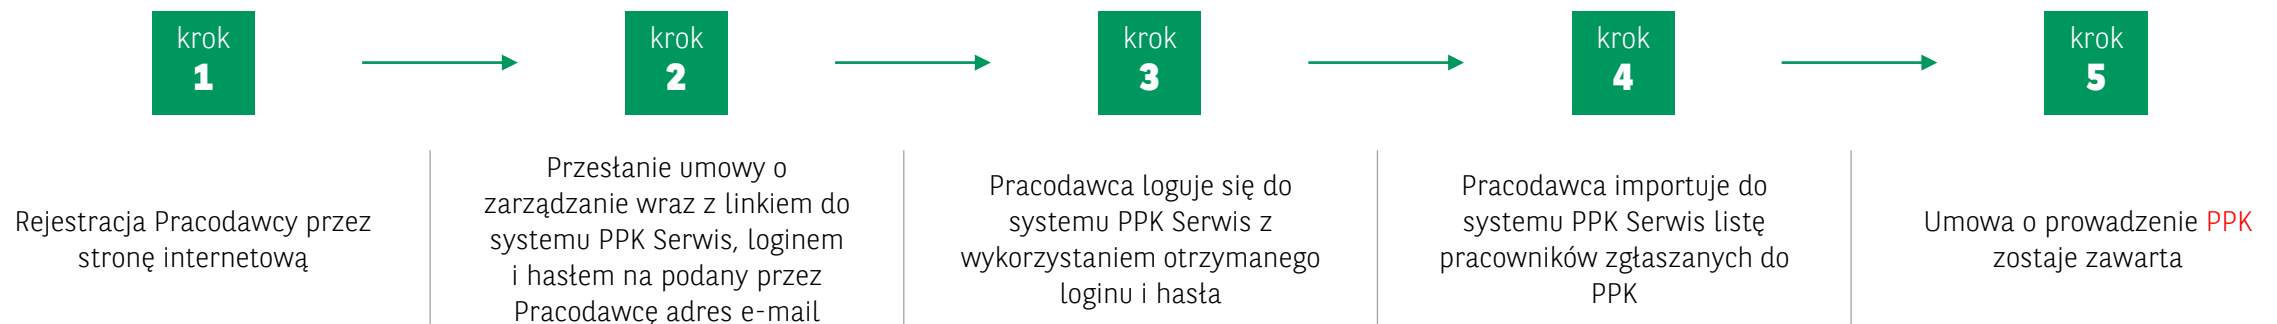 krok
1
krok
2
krok
3
krok
4
krok
5
Rejestracja Pracodawcy przez
stronę internetową
Przesłanie umowy o
zarządzanie wraz z linkiem do
systemu PPK Serwis, loginem
i hasłem na podany przez
Pracodawcę adres e-mail
Pracodawca loguje się do
systemu PPK Serwis z
wykorzystaniem otrzymanego
loginu i hasła
Pracodawca importuje do
systemu PPK Serwis listę
pracowników zgłaszanych do
PPK
Umowa o prowadzenie PPK
zostaje zawarta